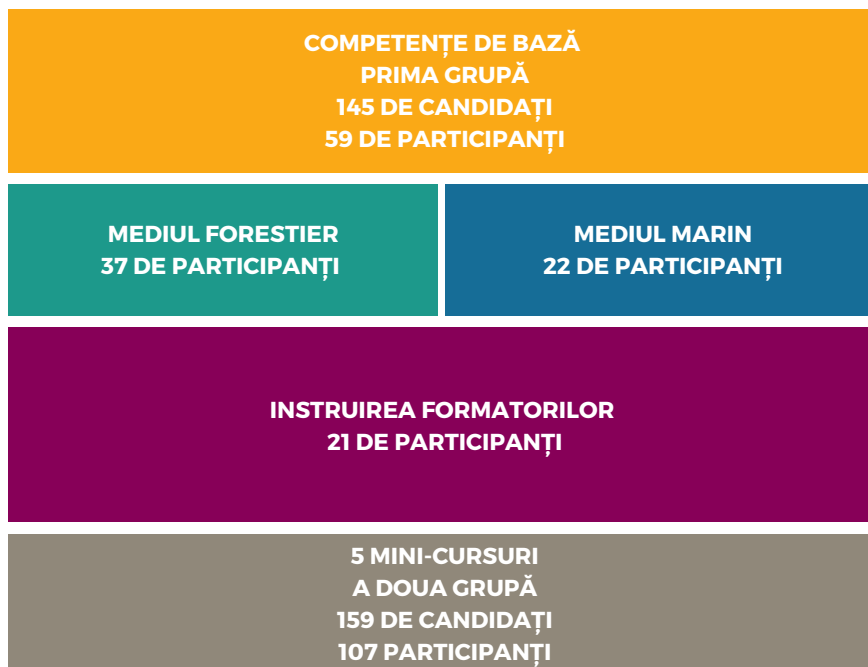 COMPETENȚE DE BAZĂ
PRIMA GRUPĂ
145 DE CANDIDAȚI
59 DE PARTICIPANȚI
MEDIUL FORESTIER
37 DE PARTICIPANȚI
MEDIUL MARIN
22 DE PARTICIPANȚI
INSTRUIREA FORMATORILOR
21 DE PARTICIPANȚI
5 MINI-CURSURI
A DOUA GRUPĂ
159 DE CANDIDAȚI
107 PARTICIPANȚI